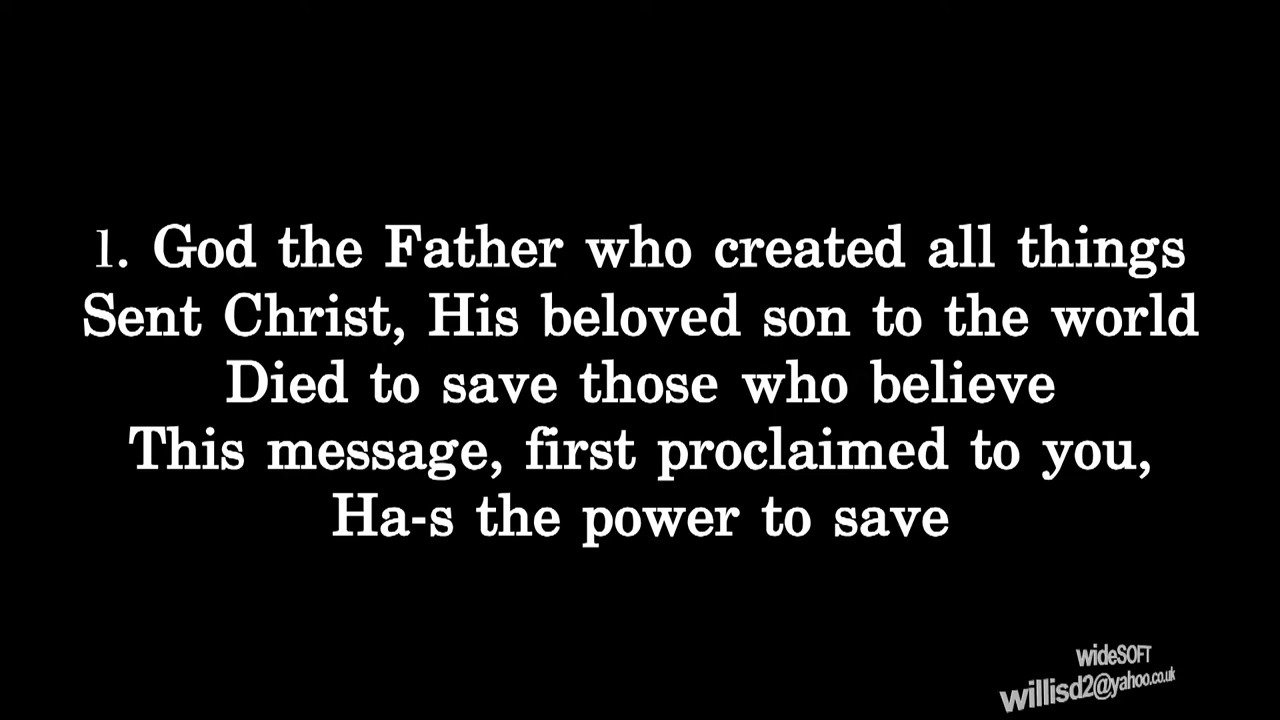 1. God the Father who created all things
Sent Christ, His beloved son to the world
Died to save those who believe
This message, first proclaimed to you,
Ha-s the power to save
wideSOFT
willisd2@yahoo.co.uk